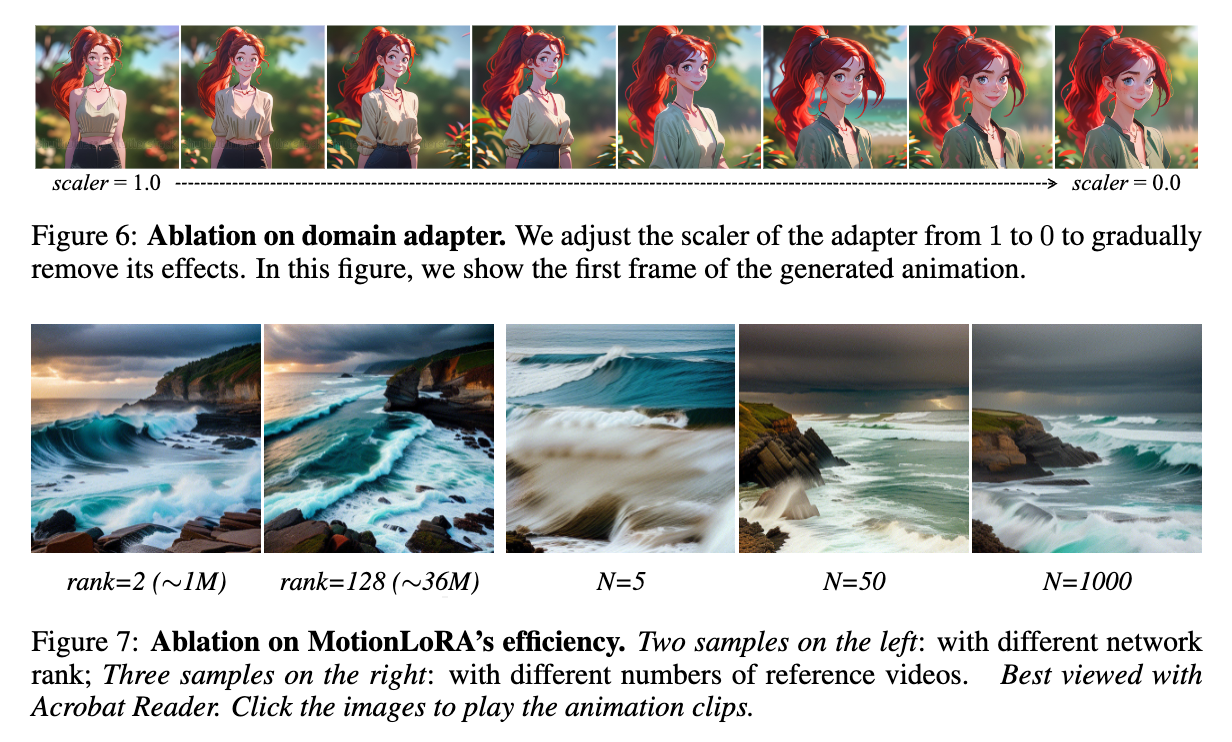 scaler = 1.0
scaler = 0.0
Figure 6: Ablation on domain adapter. We adjust the scaler of the adapter from 1 to 0 to gradually
remove its effects. In this figure, we show the first frame of the generated animation.
rank=2 (∼1M)
rank=128 (∼36M)
N=5
N=50
N=1000
Figure 7: Ablation on MotionLoRA's efficiency. Two samples on the left: with different network
rank; Three samples on the right: with different numbers of reference videos. Best viewed with
Acrobat Reader. Click the images to play the animation clips.